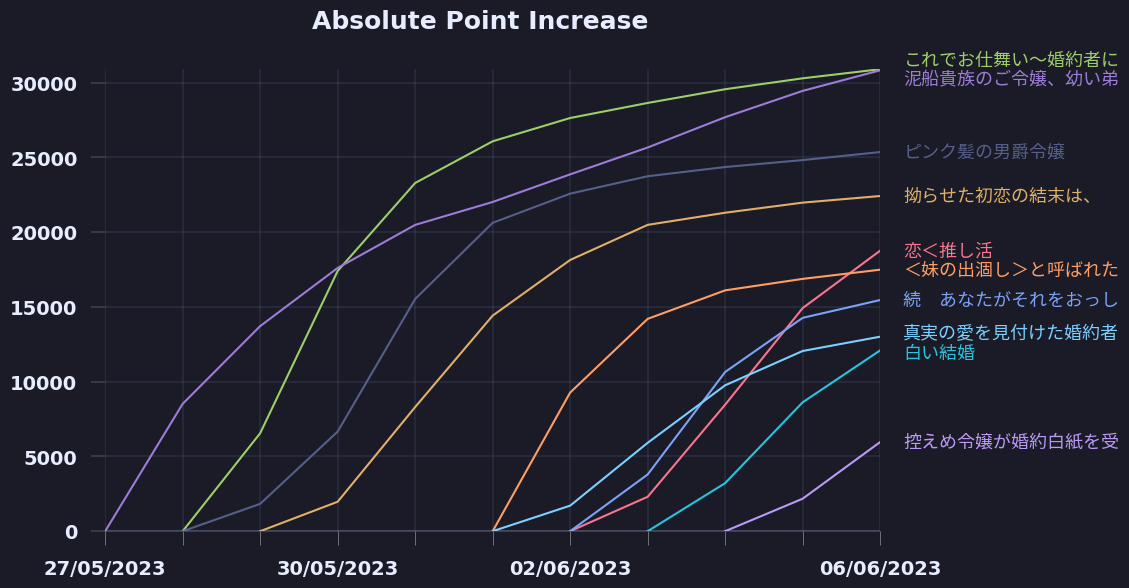 Absolute Point Increase
30000
25000
20000
15000
10000
5000
0
27/05/2023
30/05/2023
02/06/2023
06/06/2023
これでお仕舞い～婚約者に
泥船貴族のご令嬢、幼い弟
ピンク髪の男爵令嬢
拗らせた初恋の結末は、
恋＜推し活
＜妹の出涸し＞と呼ばれた
続　あなたがそれをおっし
真実の愛を見付けた婚約者
白い結婚
控えめ令嬢が婚約白紙を受